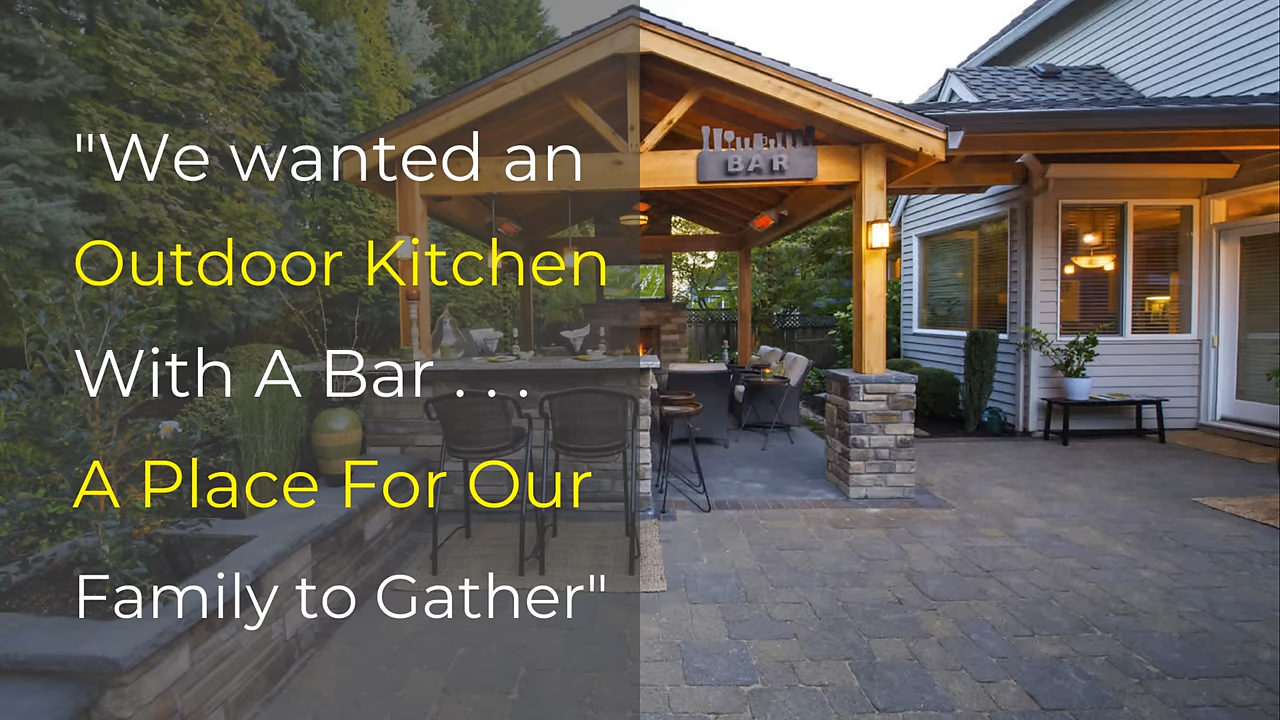 "We wanted an
Outdoor Kitchen
With A Bar . . .
A Place For Our
Family to Gather"
BAR